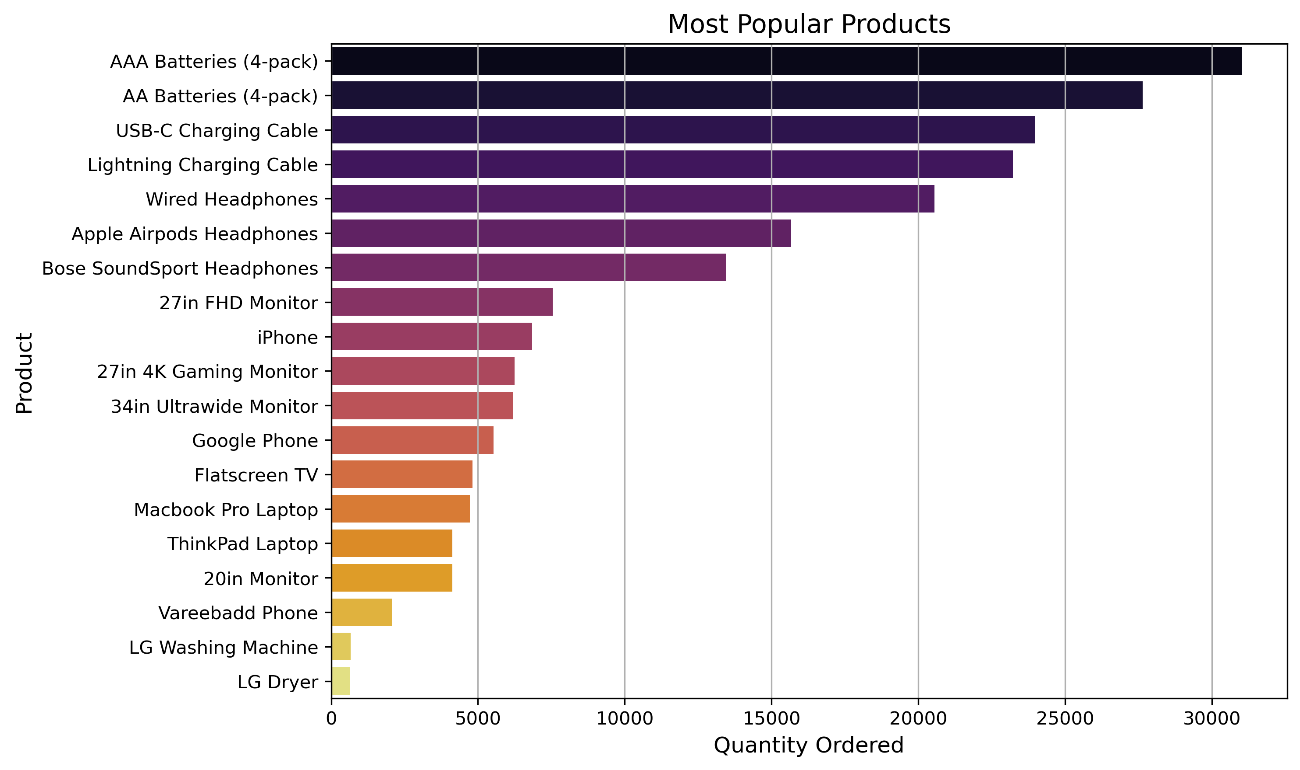 Most Popular Products
AAA Batteries (4-pack)
AA Batteries (4-pack)
USB-C Charging Cable
Lightning Charging Cable
Wired Headphones
Apple Airpods Headphones
Bose SoundSport Headphones
27in FHD Monitor
iPhone
27in 4K Gaming Monitor
34in Ultrawide Monitor
Google Phone
Flatscreen TV
Macbook Pro Laptop
ThinkPad Laptop
20in Monitor
Vareebadd Phone
LG Washing Machine
LG Dryer
Product
0 5000 10000 15000 20000 25000 30000
Quantity Ordered